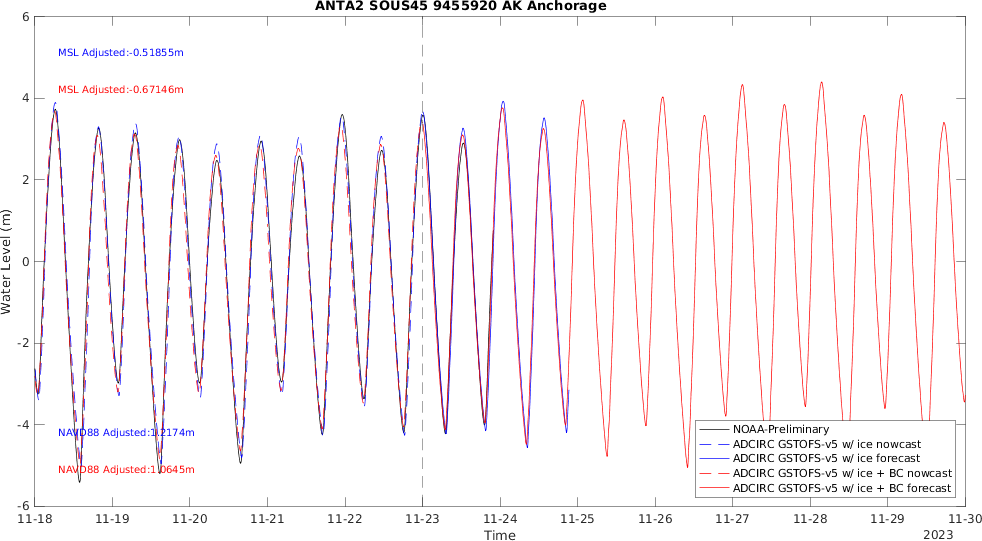 ANTA2 SOUS45 9455920 AK Anchorage
6
4
2
0
-2
-4
-6
Water Level (m)
MSL Adjusted:-0.51855m
MSL Adjusted:-0.67146m
NAVD88 Adjusted:1.2174m
NAVD88 Adjusted:1.0645m
NOAA-Preliminary
ADCIRC GSTOFS-v5 w/ ice nowcast
ADCIRC GSTOFS-v5 w/ ice forecast
ADCIRC GSTOFS-v5 w/ ice + BC nowcast
ADCIRC GSTOFS-v5 w/ ice + BC forecast
11-18 11-19 11-20 11-21 11-22 11-23 11-24 11-25 11-26 11-27 11-28 11-29 11-30
Time
2023